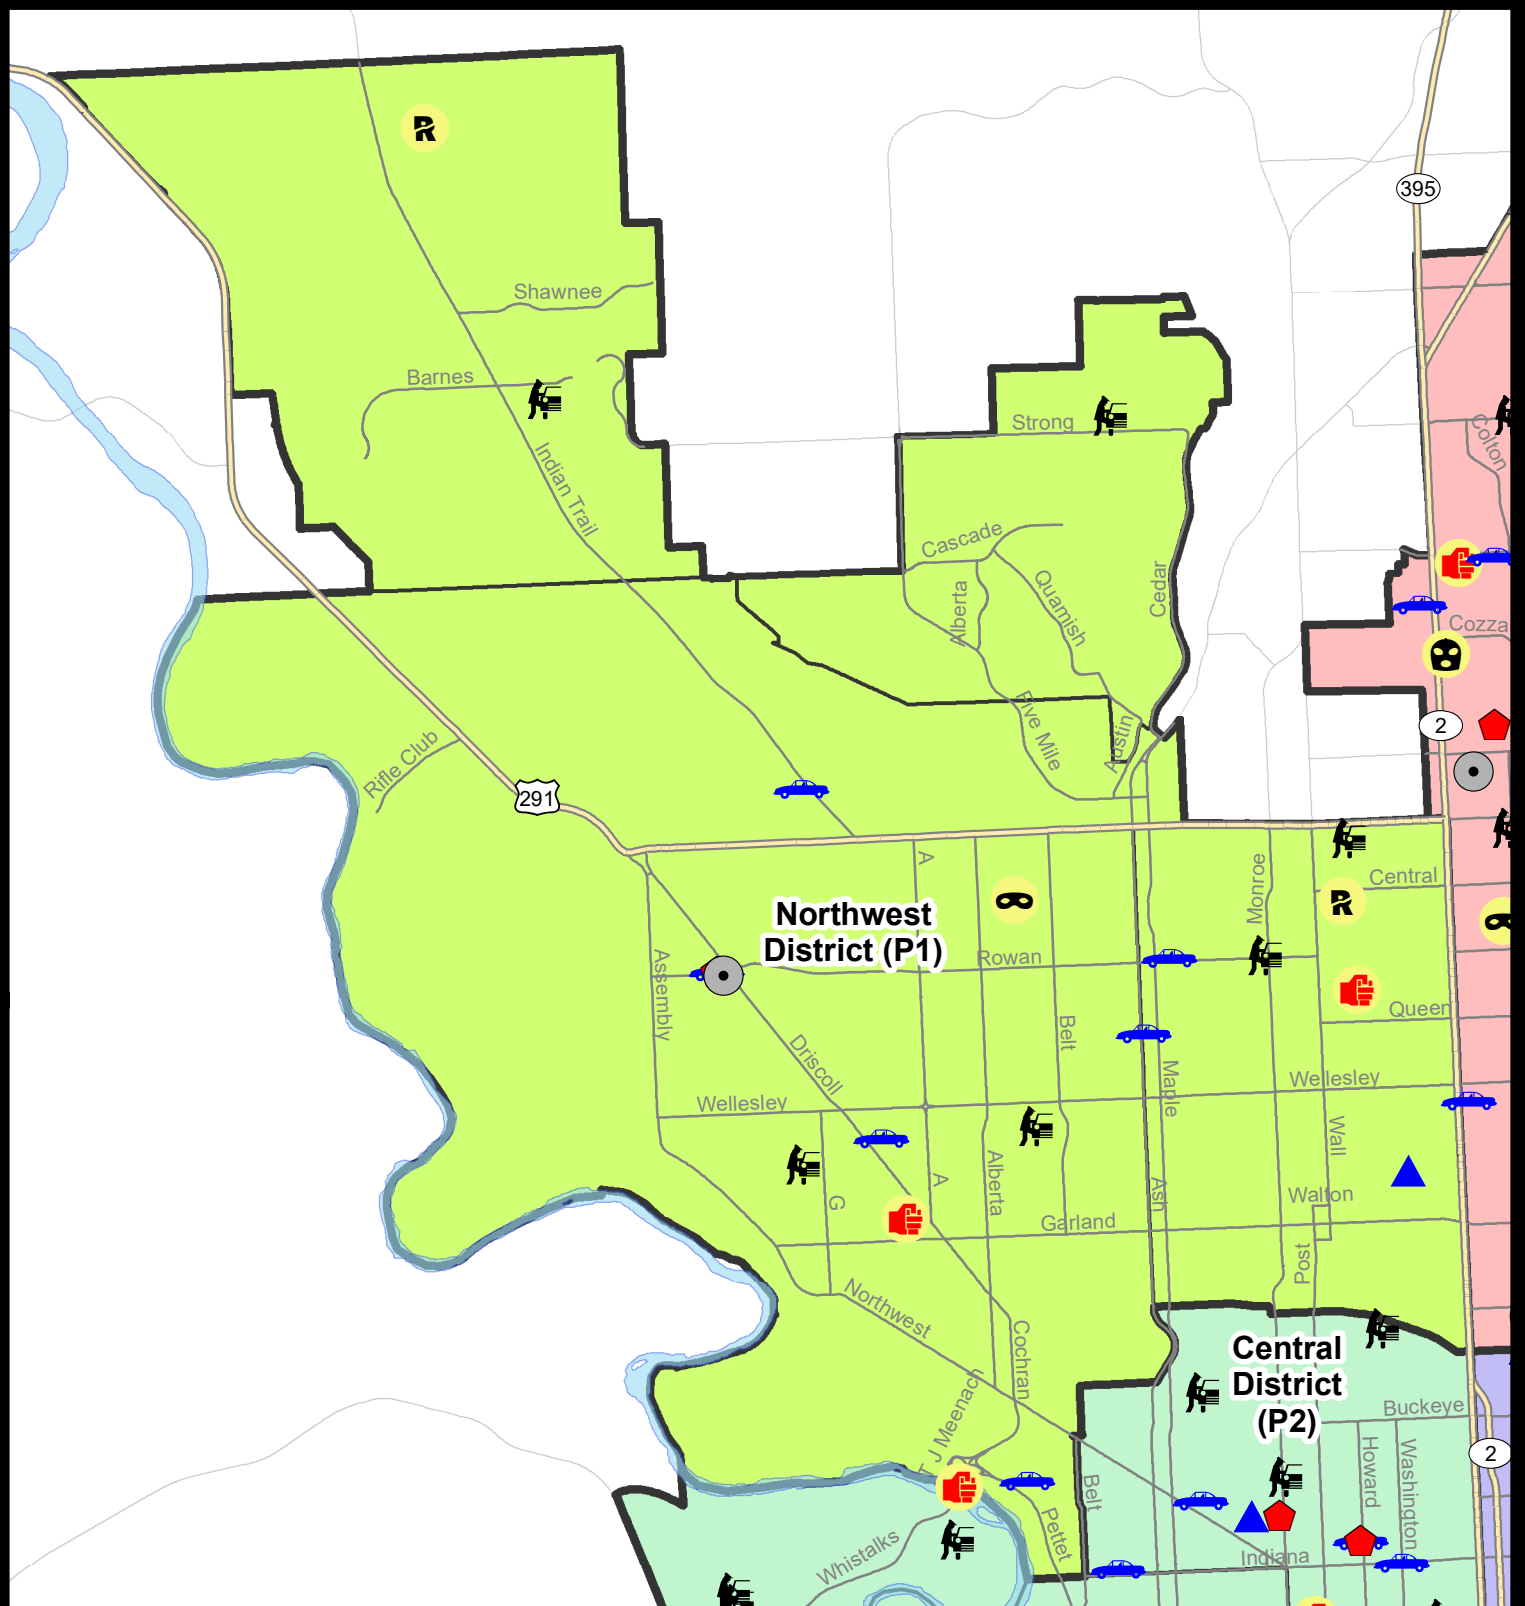 395
Shawnee
Barnes
Strong
Colton
Indian Trail
Cascade
Cedar
Alberta
Quamish
Cozza
Five Mile
Austin
2
Rifle Club
291
A
Monroe
Central
Northwest
District (P1)
Rowan
Assembly
Queen
Belt
Driscoll
Maple
Wellesley
Wellesley
Wall
Alberta
A
Ash
G
Walton
Garland
Post
Northwest
Cochran
Central
District
(P2)
T J Meenach
Buckeye
Howard
Washington
2
Belt
Pettet
Whistalks
Indiana